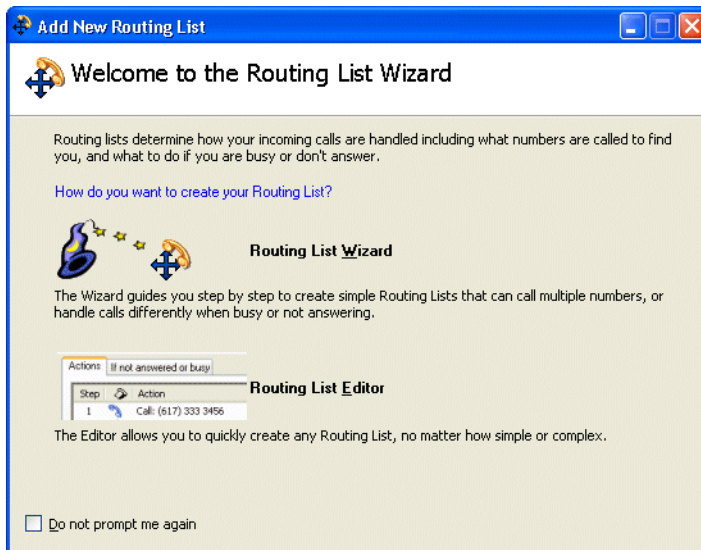 Add New Routing List
Welcome to the Routing List Wizard
Routing lists determine how your incoming calls are handled including what numbers are called to find
you, and what to do if you are busy or don't answer.
How do you want to create your Routing List?
Routing List Wizard
The Wizard guides you step by step to create simple Routing Lists that can call multiple numbers, or
handle calls differently when busy or not answering.
Actions If not answered or busy
Step Action
1 Call: (617) 333 3456
Routing List Editor
The Editor allows you to quickly create any Routing List, no matter how simple or complex.
Do not prompt me again